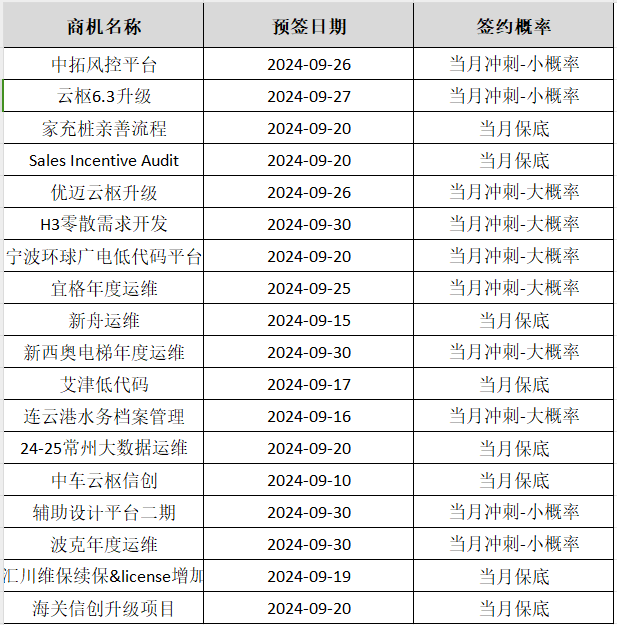 商机名称 预签日期 签约概率
中拓风控平台 2024-09-26 当月冲刺-小概率
云枢6.3升级 2024-09-27 当月冲刺-小概率
家充桩亲善流程 2024-09-20 当月保底
Sales Incentive Audit 2024-09-20 当月保底
优迈云枢升级 2024-09-26 当月冲刺-大概率
H3零散需求开发 2024-09-30 当月冲刺-大概率
宁波环球广电低代码平台 2024-09-20 当月冲刺-大概率
宜格年度运维 2024-09-25 当月冲刺-大概率
新舟运维 2024-09-15 当月保底
新西奥电梯年度运维 2024-09-30 当月冲刺-大概率
艾津低代码 2024-09-17 当月保底
连云港水务档案管理 2024-09-16 当月冲刺-大概率
24-25常州大数据运维 2024-09-20 当月保底
中车云枢信创 2024-09-10 当月保底
辅助设计平台二期 2024-09-30 当月冲刺-小概率
波克年度运维 2024-09-30 当月冲刺-小概率
汇川维保续保&license增加 2024-09-19 当月保底
海关信创升级项目 2024-09-20 当月保底